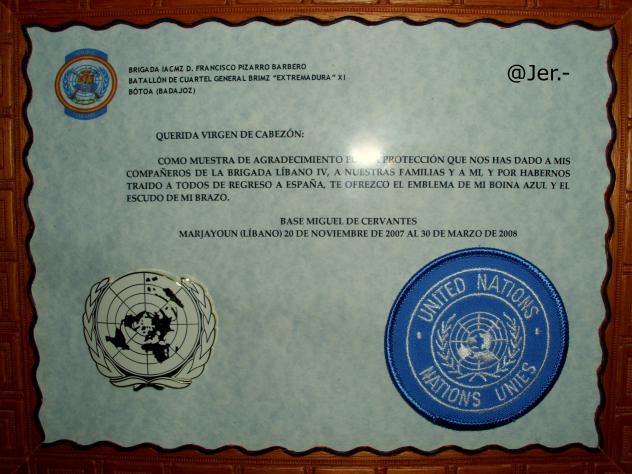 @Jer.-
BRIGADA IACMZ D. FRANCISCO PIZARRO BARBERO
BATALLÓN DE CUARTEL GENERAL BRIMZ "EXTREMADURA" XI
BÓTOA (BADAJOZ)
QUERIDA VIRGEN DE CABEZÓN:
COMO MUESTRA DE AGRADECIMIENTO PROTECCIÓN QUE NOS HAS DADO A MIS
COMPAÑEROS DE LA BRIGADA LÍBANO IV, A NUESTRAS FAMILIAS Y A MI, Y POR HABERNOS
TRAIDO A TODOS DE REGRESO A ESPAÑA, TE OFREZCO EL EMBLEMA DE MI BOINA AZUL Y EL
ESCUDO DE MI BRAZO.
BASE MIGUEL DE CERVANTES
MARJAYOUN (LÍBANO) 20 DE NOVIEMBRE DE 2007 AL 30 DE MARZO DE 2008
UNITED NATIONS
NATIONS UNIES